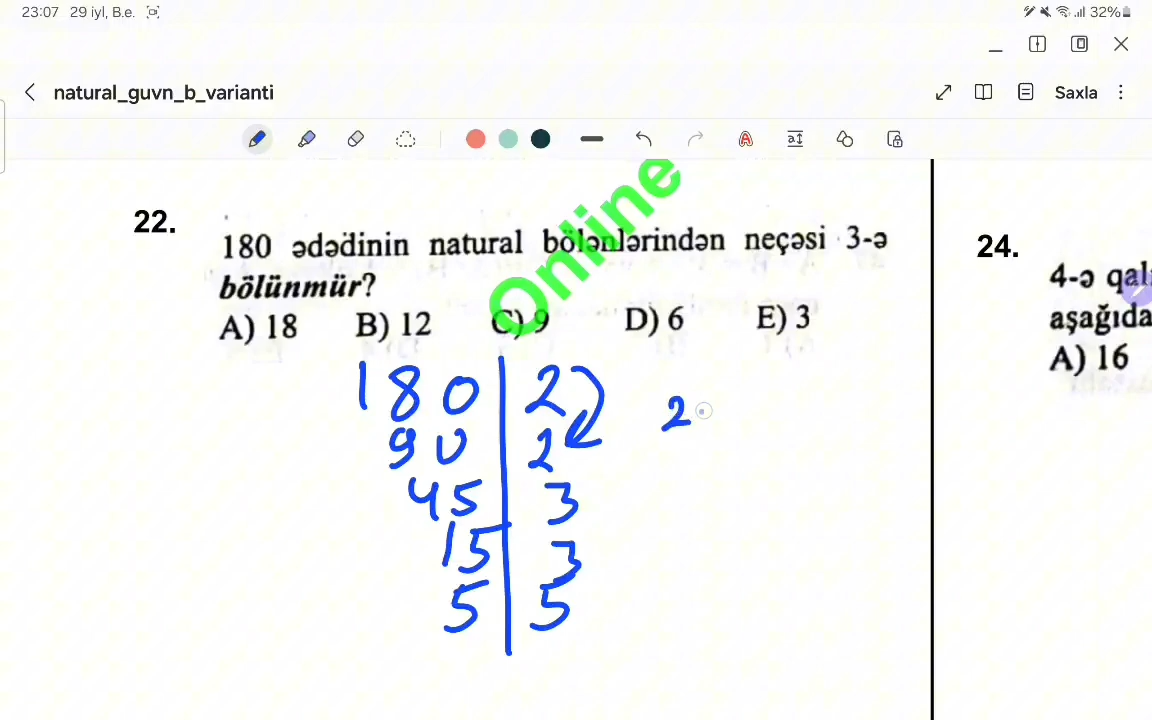 23:07 29 iyl, B.e. 32%
natural_guvn_b_varianti
Saxla
Online
22.
180 ədədinin natural bölənlərindən neçəsi 3-ə
bölünmür?
A) 18 B) 12 C) 9 D) 6 E) 3
180 2
90 2
45 3
15 3
5 5
2
24.
4-ə
aşağıda
A) 16